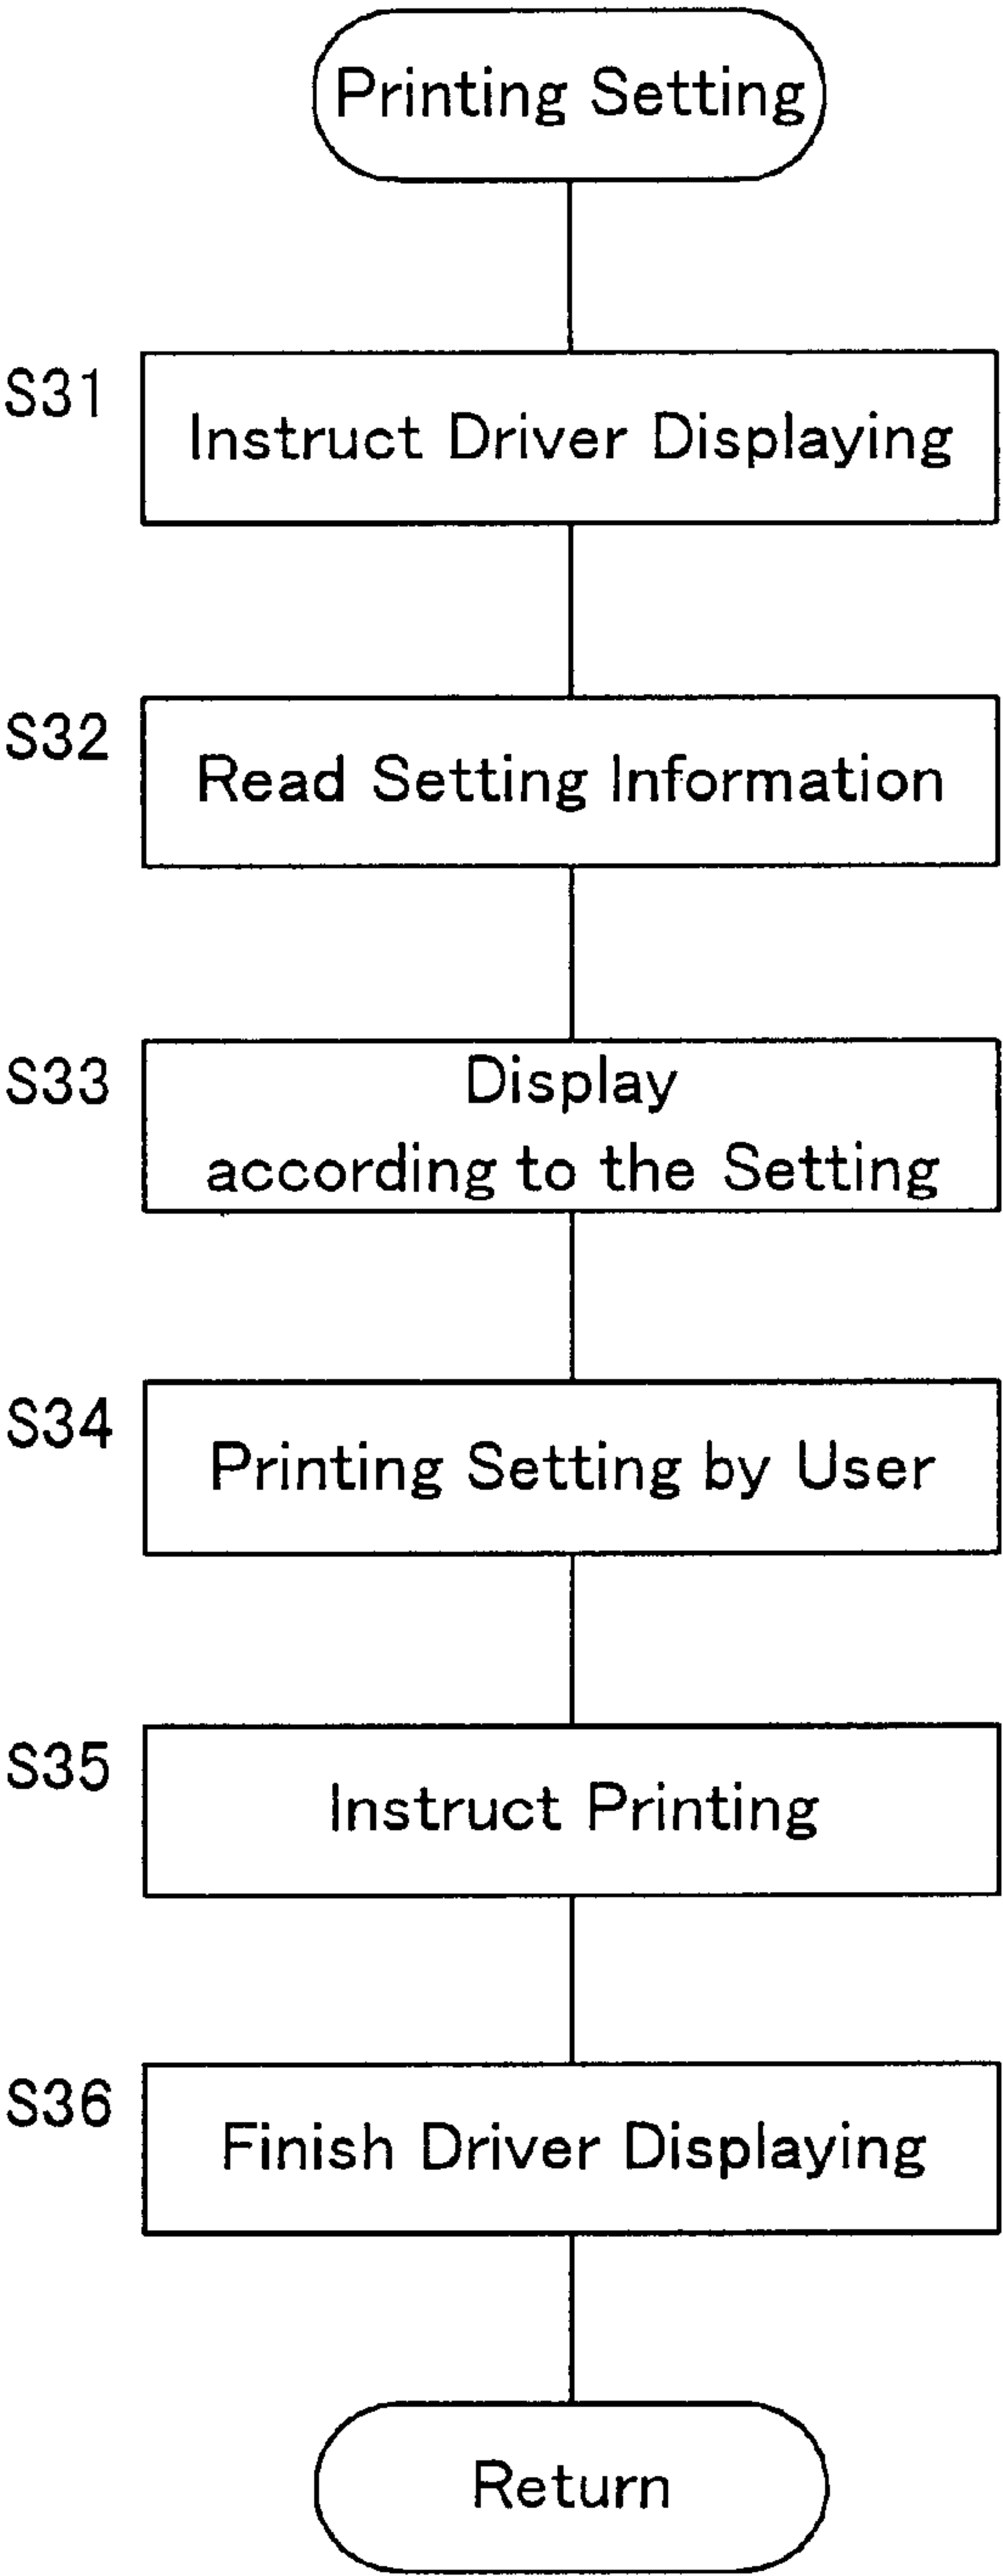 Printing Setting
S31
Instruct Driver Displaying
S32
Read Setting Information
S33
Display
according to the Setting
S34
Printing Setting by User
S35
Instruct Printing
S36
Finish Driver Displaying
Return